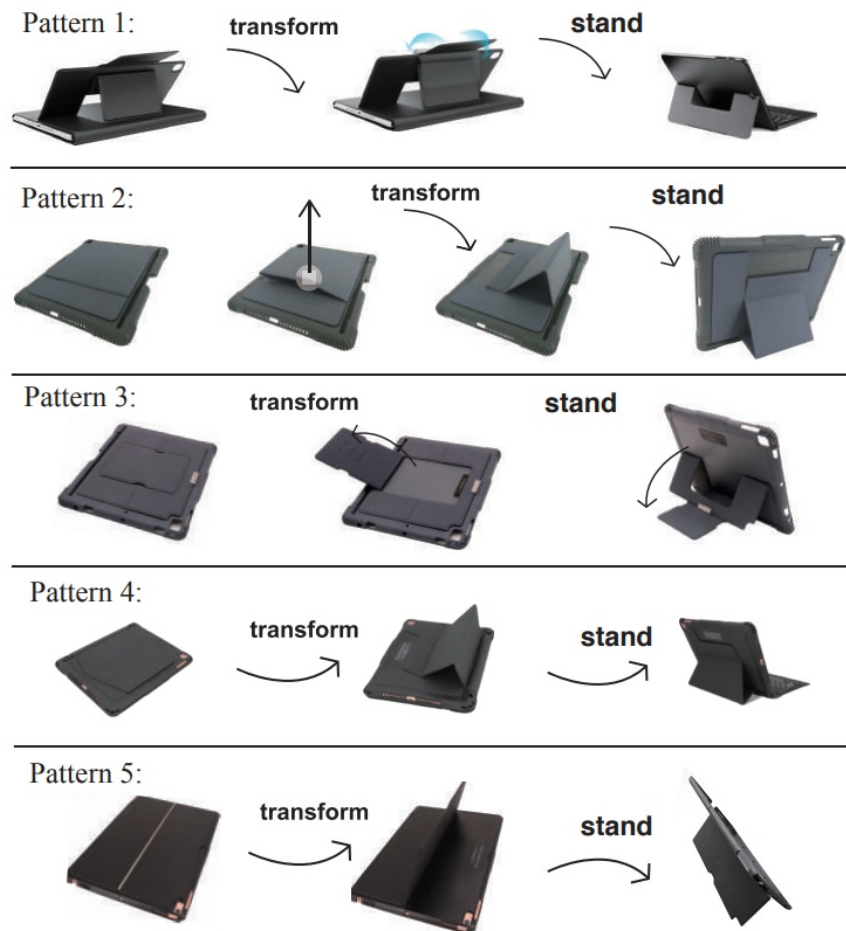 Pattern 1:
transform
stand
Pattern 2:
transform
stand
Pattern 3:
transform
stand
Pattern 4:
transform
stand
Pattern 5:
transform
stand